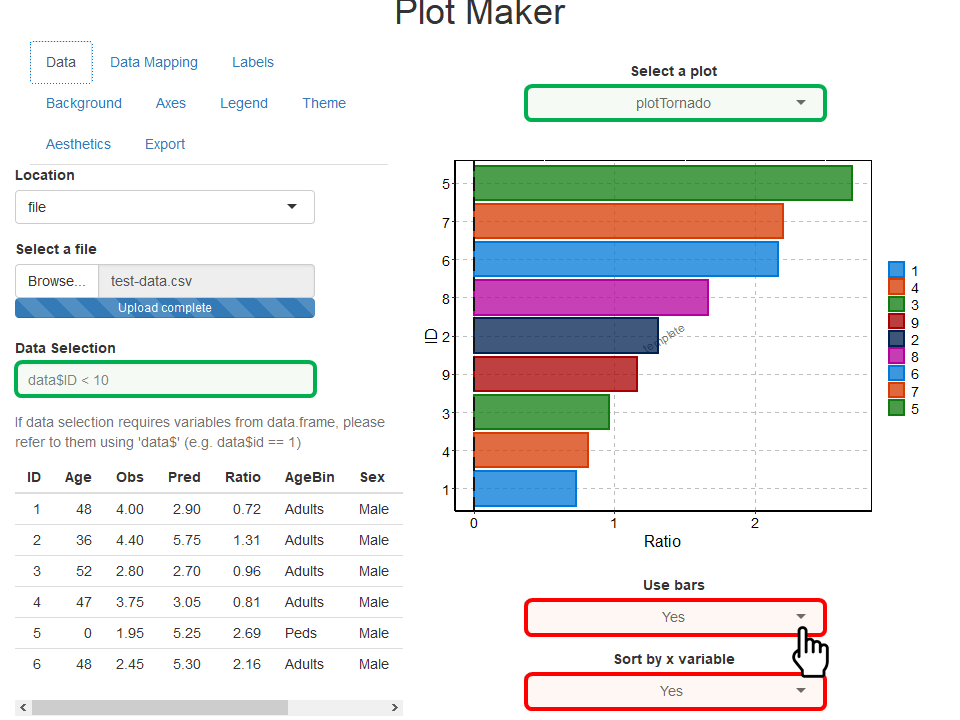 Plot Maker
Data Data Mapping Labels
Background Axes Legend Theme
Aesthetics Export
Location
file
Select a file
Browse... test-data.csv
Upload complete
Data Selection
data$ID < 10
If data selection requires variables from data.frame, please
refer to them using 'data$' (e.g. data$id == 1)
ID Age Obs Pred Ratio AgeBin Sex
1 48 4.00 2.90 0.72 Adults Male
2 36 4.40 5.75 1.31 Adults Male
3 52 2.80 2.70 0.96 Adults Male
4 47 3.75 3.05 0.81 Adults Male
5 0 1.95 5.25 2.69 Peds Male
6 48 2.45 5.30 2.16 Adults Male
Select a plot
plotTornado
ID
5
7
6
8
2
9
3
4
1
template
0 1 2
Ratio
1
4
3
9
2
8
6
7
5
Use bars
Yes
Sort by x variable
Yes